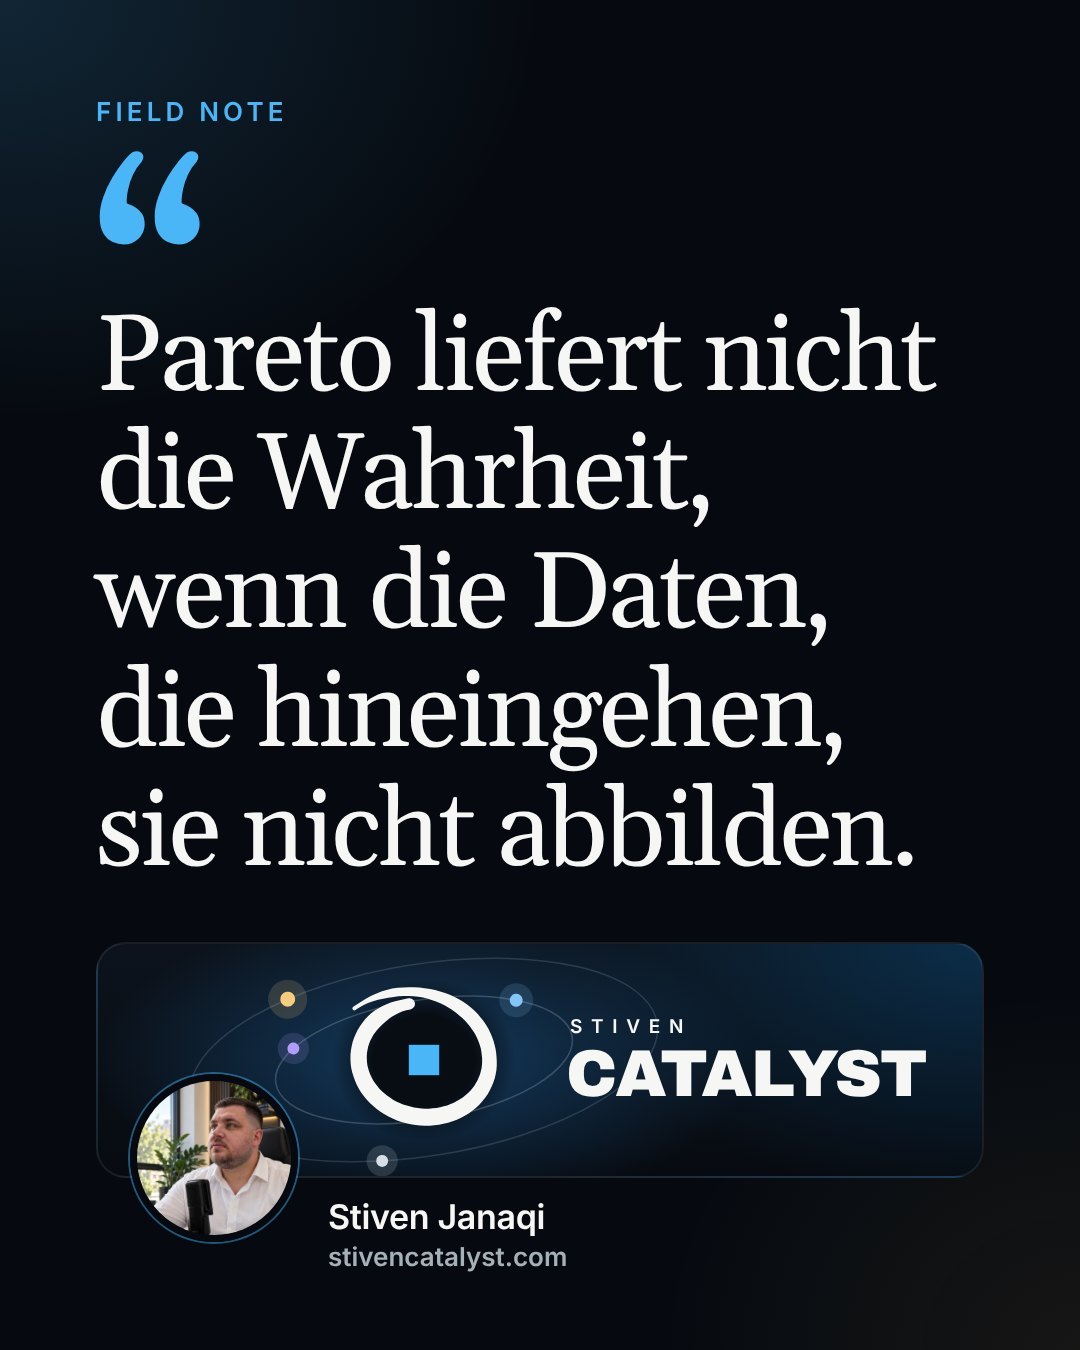 FIELD NOTE
“
Pareto liefert nicht
die Wahrheit,
wenn die Daten,
die hineingehen,
sie nicht abbilden.
STIVEN
CATALYST
Stiven Janaqi
stivencatalyst.com